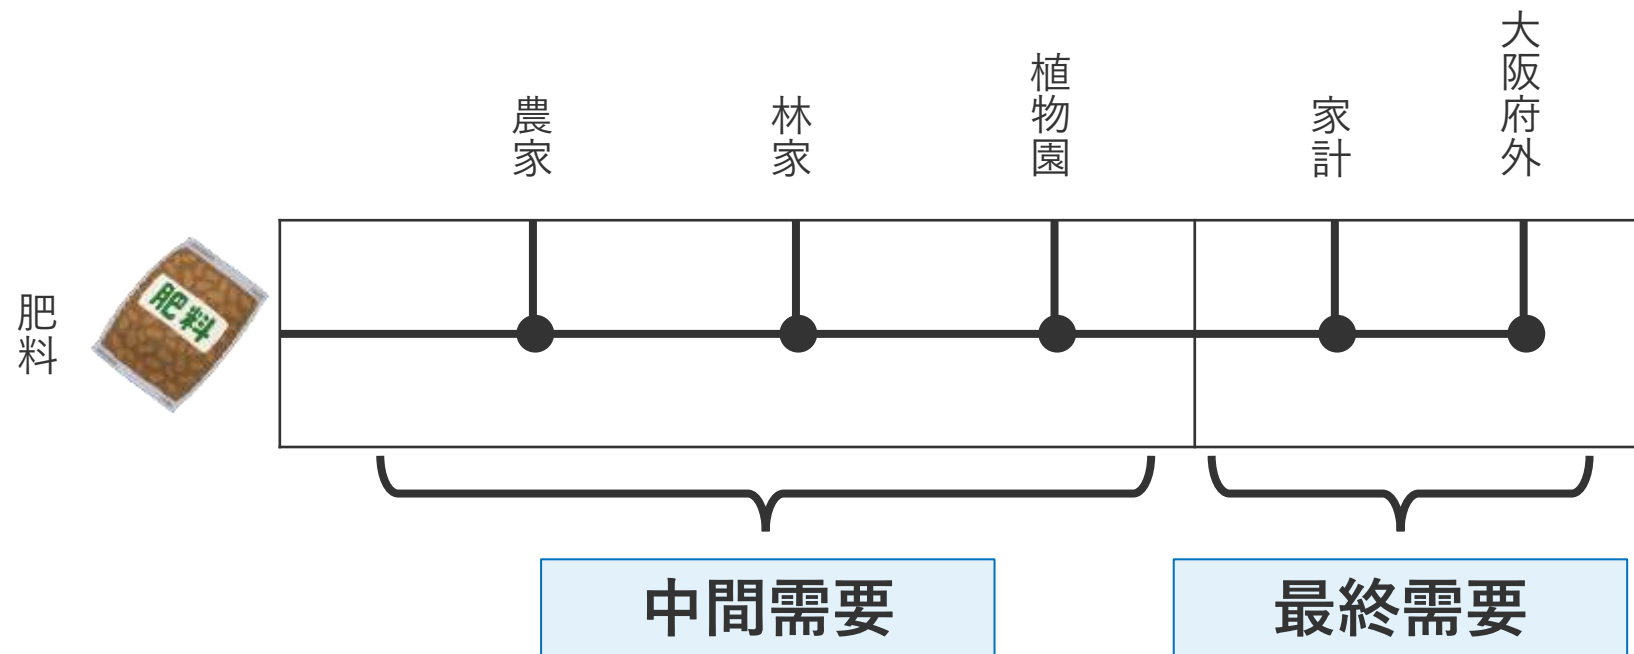 農家
林家
植物園
家計
大阪府外
肥料
肥料
中間需要
最終需要